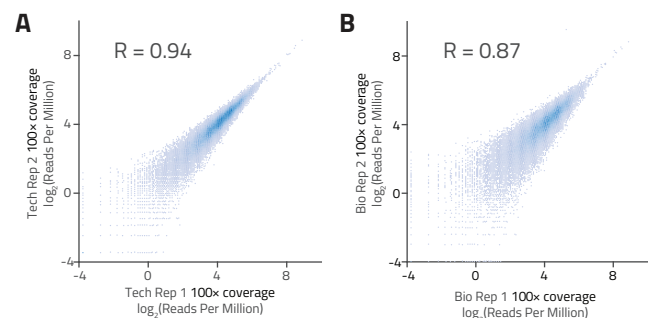 A
R = 0.94
8
4
0
-4
-4
0
4
8
Tech Rep 2 100× coverage
log2(Reads Per Million)
Tech Rep 1 100× coverage
log2(Reads Per Million)
B
R = 0.87
8
4
0
-4
-4
0
4
8
Bio Rep 2 100× coverage
log2(Reads Per Million)
Bio Rep 1 100× coverage
log2(Reads Per Million)